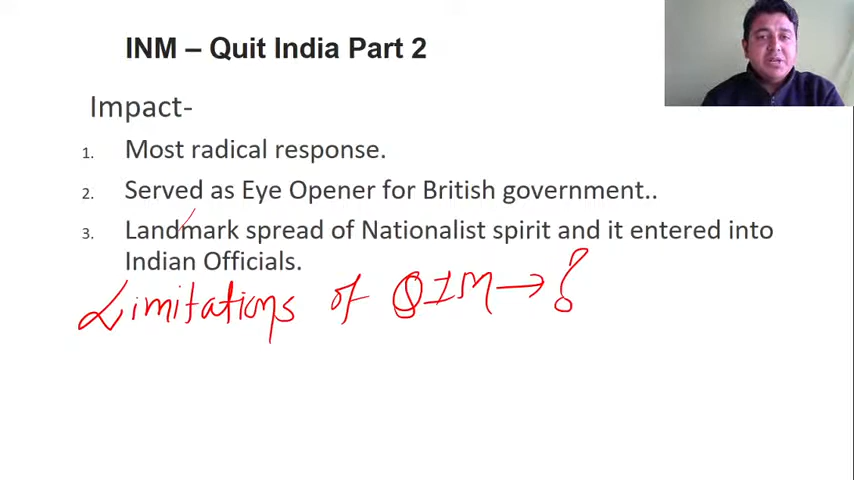 INM – Quit India Part 2
Impact-
1. Most radical response.
2. Served as Eye Opener for British government..
3. Landmark spread of Nationalist spirit and it entered into
Indian Officials.
Limitations of QIM → ?